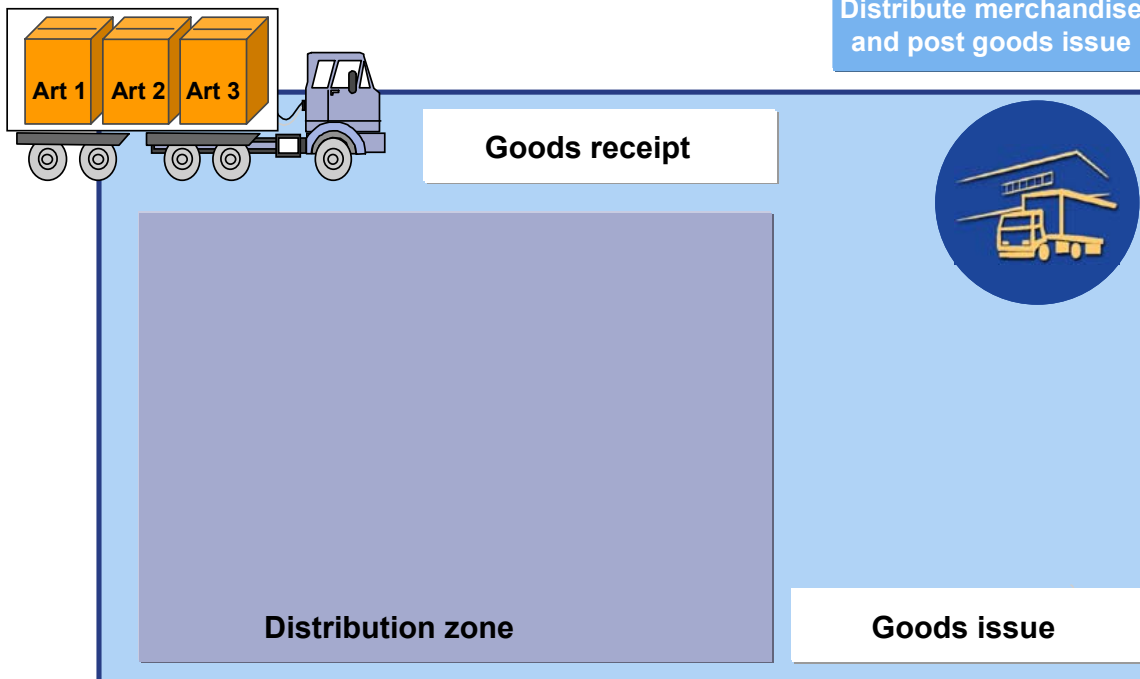 Distribute merchandise
and post goods issue
Art 1 Art 2 Art 3
Goods receipt
Distribution zone
Goods issue